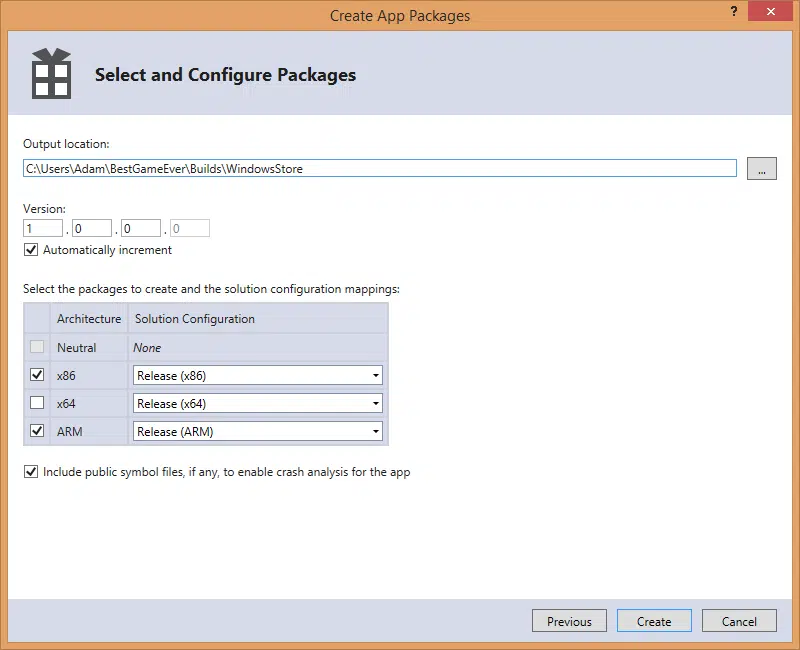 Create App Packages
?
Select and Configure Packages
Output location:
C:\Users\Adam\BestGameEver\Builds\WindowsStore
...
Version:
1 . 0 . 0 . 0
Automatically increment
Select the packages to create and the solution configuration mappings:
Architecture Solution Configuration
Neutral None
x86 Release (x86)
x64 Release (x64)
ARM Release (ARM)
Include public symbol files, if any, to enable crash analysis for the app
Previous Create Cancel